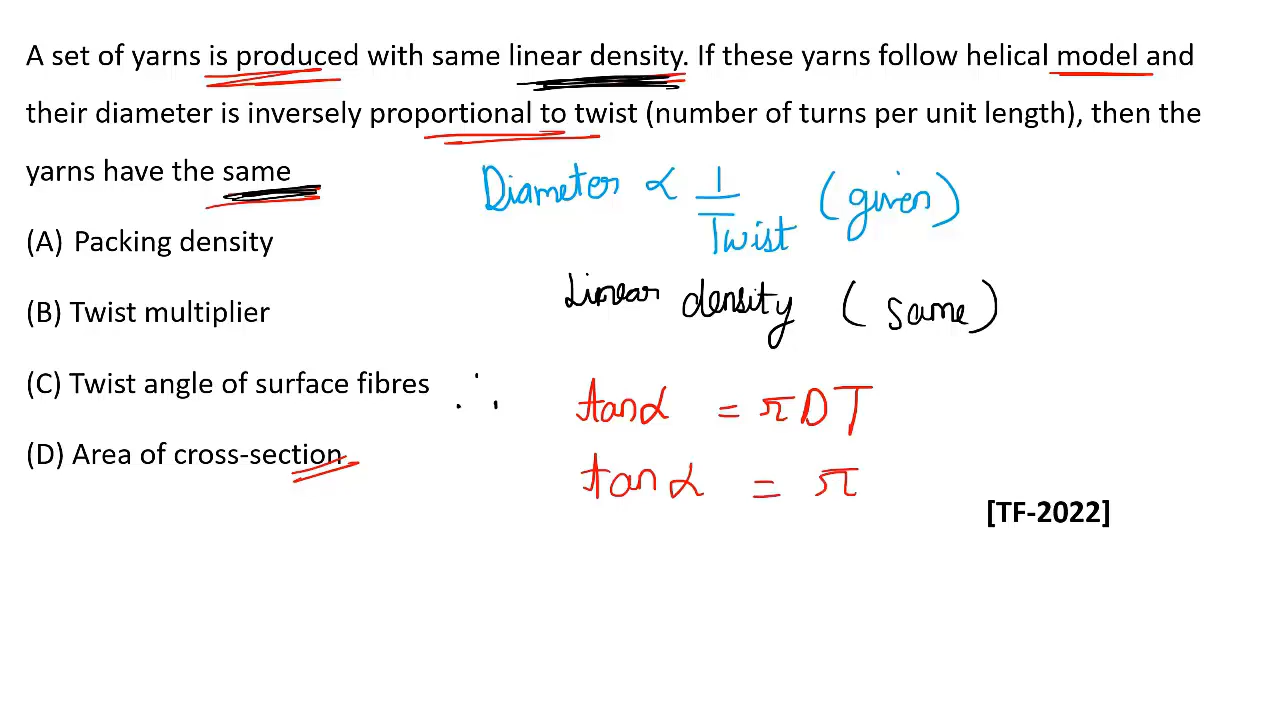 A set of yarns is produced with same linear density. If these yarns follow helical model and
their diameter is inversely proportional to twist (number of turns per unit length), then the
yarns have the same
Diameter ∝ 1/Twist (given)
(A) Packing density
Linear density (same)
(B) Twist multiplier
(C) Twist angle of surface fibres
∴ tanα = πDT
(D) Area of cross-section
tanα = π
[TF-2022]